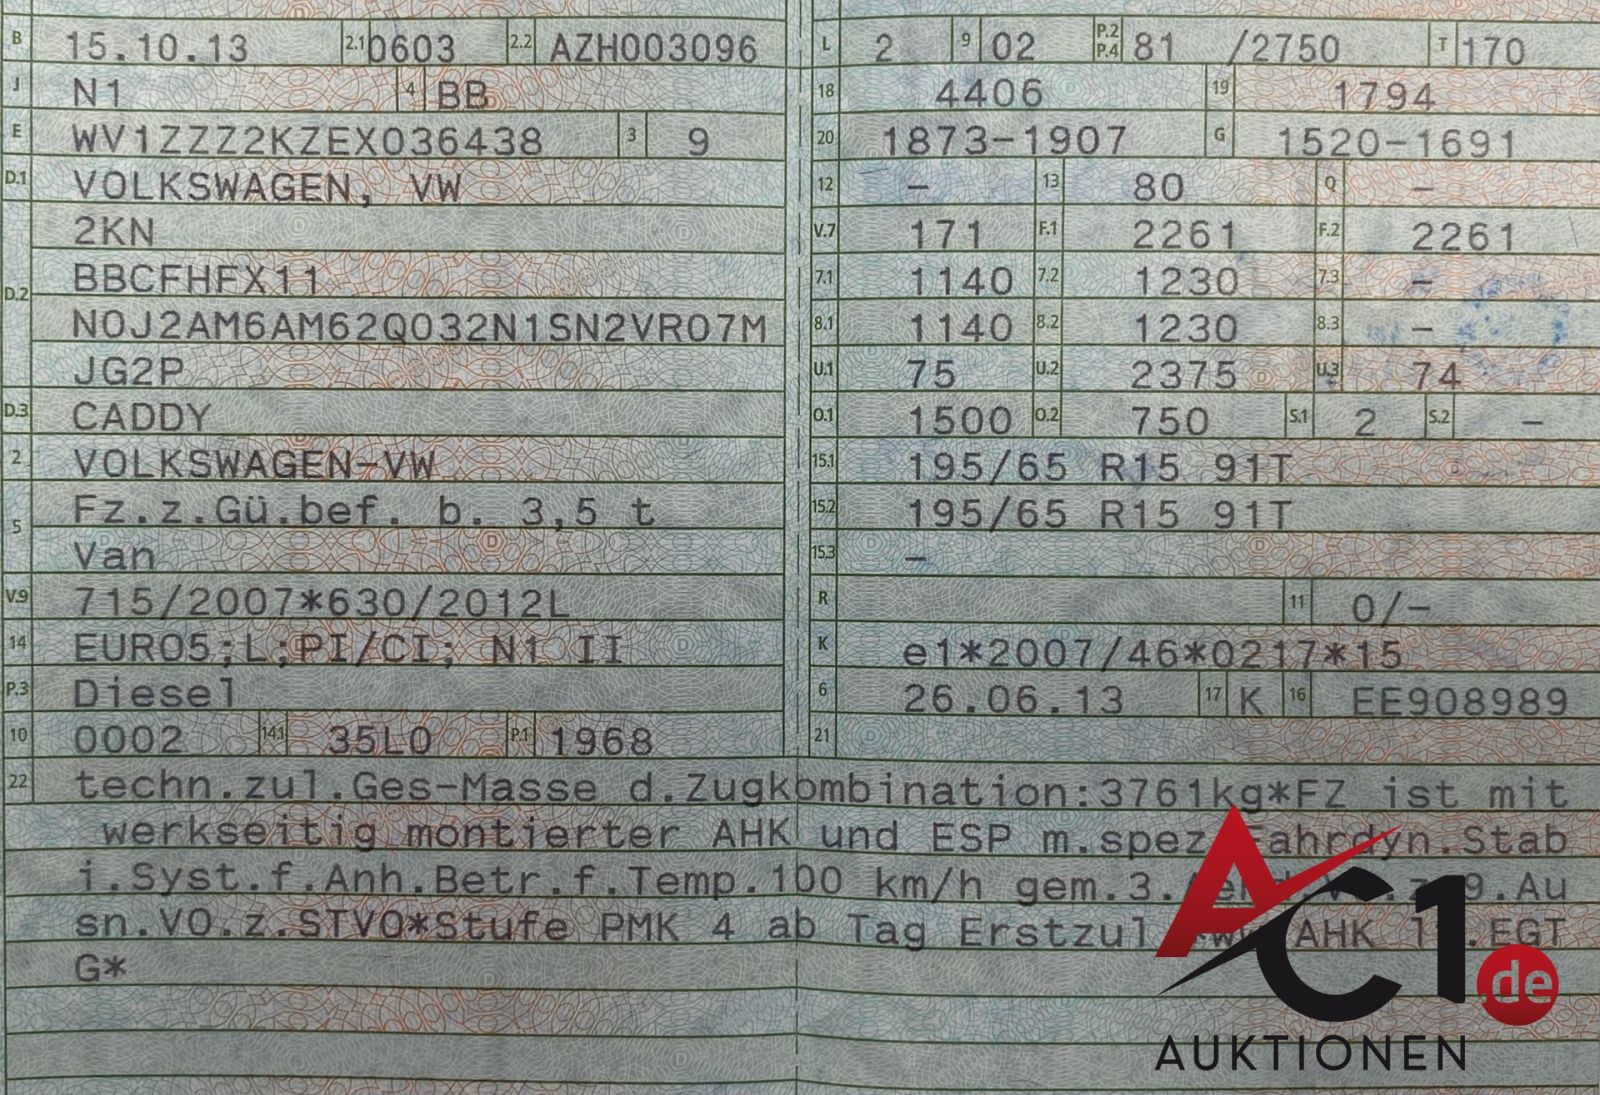 B 15.10.13 2.1 0603 2.2 AZH003096
J N1 4 BB
E WV1ZZZ2KZEX036438 3 9
D.1 VOLKSWAGEN, VW
2KN
D.2 BBCFHFX11
N0J2AM6AM62Q032N1SN2VR07M
JG2P
D.3 CADDY
2 VOLKSWAGEN-VW
5 Fz.z.Gü.bef. b. 3,5 t
Van
V.9 715/2007*630/2012L
14 EURO5;L;PI/CI; N1 II
P.3 Diesel
10 0002 14.1 35L0 P.1 1968
L 2 9 02 P.2 P.4 81 /2750 T 170
18 4406 19 1794
20 1873-1907 G 1520-1691
12 - 13 80 Q -
V.7 171 F.1 2261 F.2 2261
7.1 1140 7.2 1230 7.3 -
8.1 1140 8.2 1230 8.3 -
U.1 75 U.2 2375 U.3 74
O.1 1500 O.2 750 S.1 2 S.2 -
15.1 195/65 R15 91T
15.2 195/65 R15 91T
15.3 -
R 11 0/-
K e1*2007/46*0217*15
6 26.06.13 17 K 16 EE908989
21
22 techn.zul.Ges-Masse d.Zugkombination:3761kg*FZ ist mit
werkseitig montierter AHK und ESP m.spez.Fahrdyn.Stab
i.Syst.f.Anh.Betr.f.Temp.100 km/h gem.3. 9.Au
sn.VO.z.STVO*Stufe PMK 4 ab Tag Erstzul AHK .EGT
G*
AC1.de
AUKTIONEN